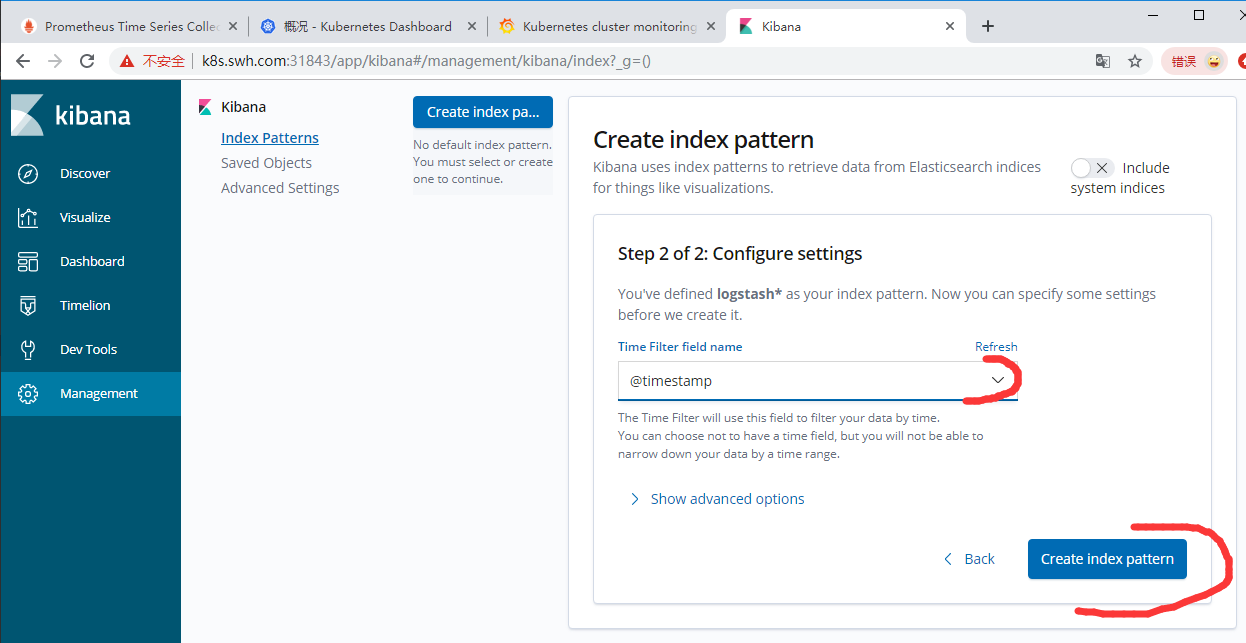 Prometheus Time Series Collec
概况 - Kubernetes Dashboard
Kubernetes cluster monitoring
Kibana
不安全
k8s.swh.com:31843/app/kibana#/management/kibana/index?_g=()
错误
kibana
Discover
Visualize
Dashboard
Timelion
Dev Tools
Management
Kibana
Index Patterns
Saved Objects
Advanced Settings
Create index pa...
No default index pattern.
You must select or create
one to continue.
Create index pattern
Kibana uses index patterns to retrieve data from Elasticsearch indices
for things like visualizations.
Include
system indices
Step 2 of 2: Configure settings
You've defined logstash* as your index pattern. Now you can specify some settings
before we create it.
Time Filter field name
Refresh
@timestamp
The Time Filter will use this field to filter your data by time.
You can choose not to have a time field, but you will not be able to
narrow down your data by a time range.
Show advanced options
Back
Create index pattern